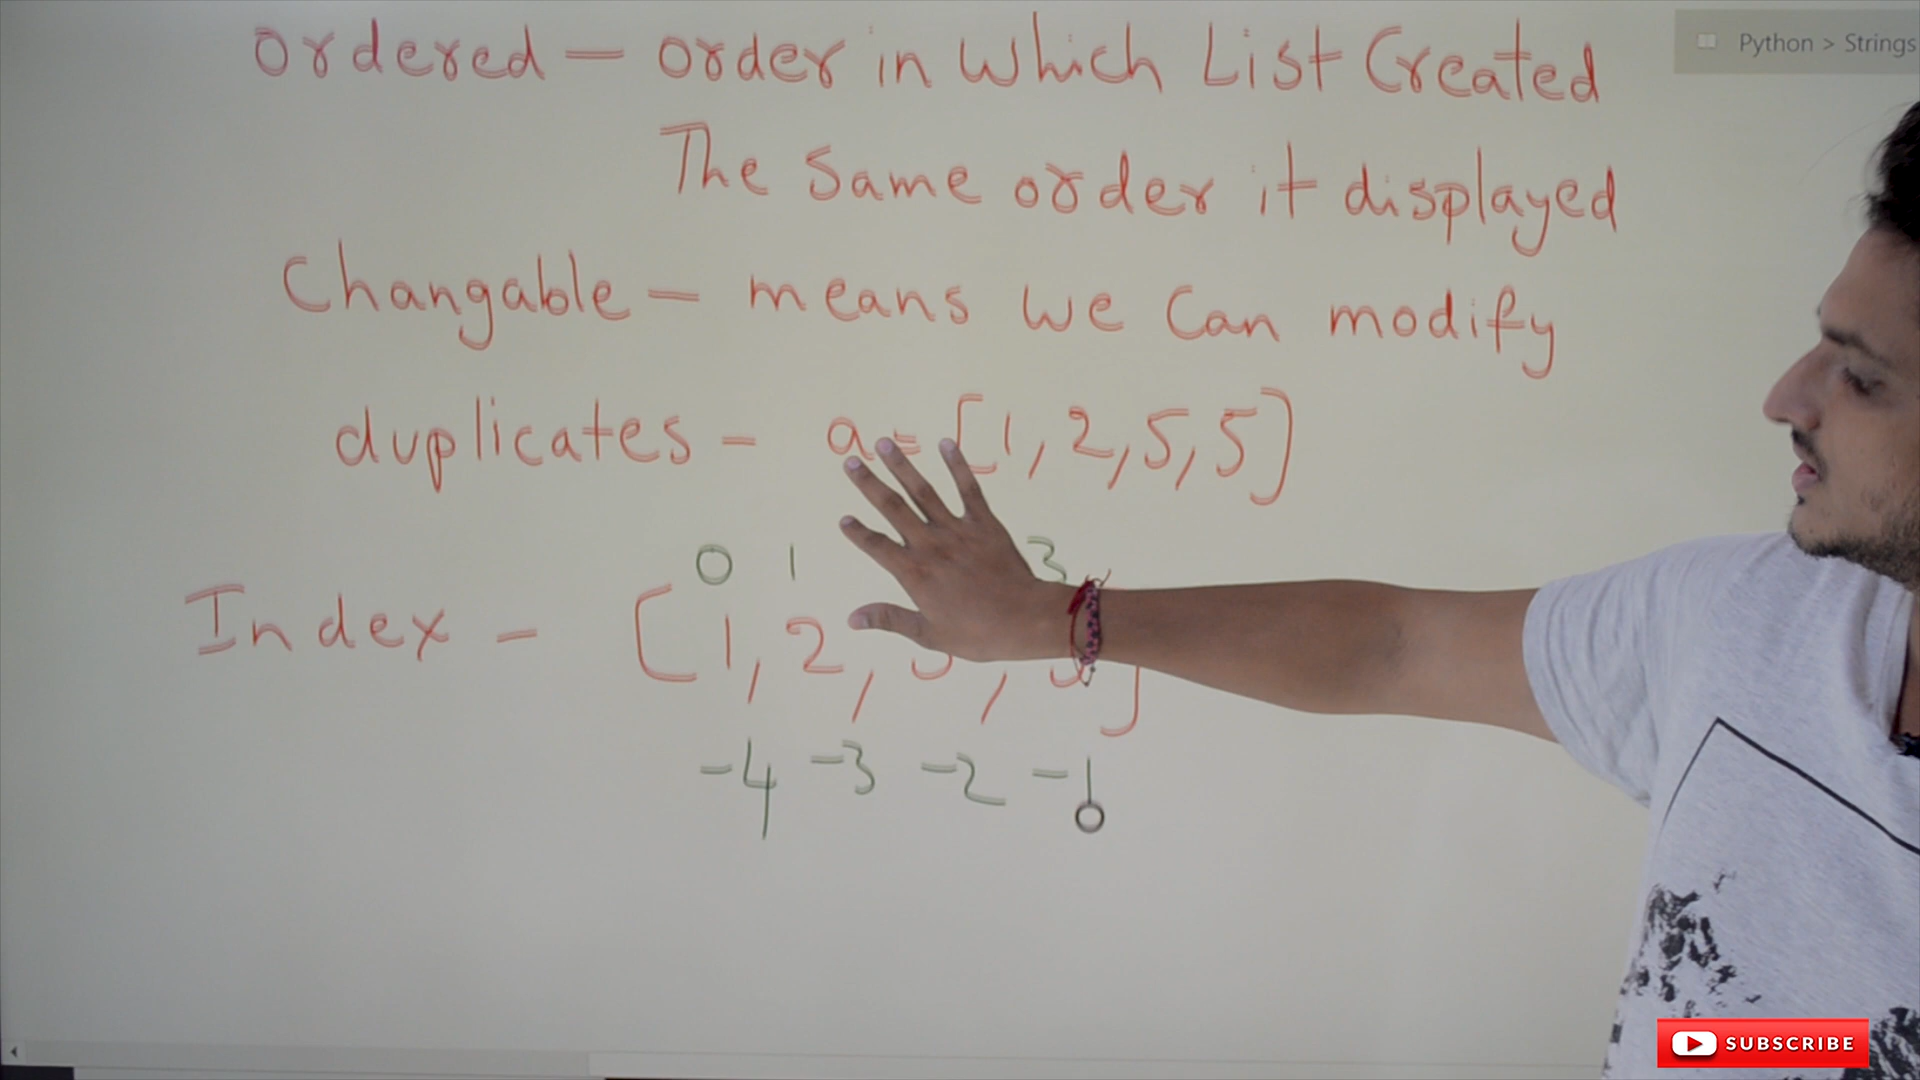 Python > Strings
Ordered — order in which List Created
The Same order it displayed
Changable — means we can modify
duplicates - a = [1, 2, 5, 5]
0 1 3
Index - [1, 2, , ]
-4 -3 -2 -1
SUBSCRIBE